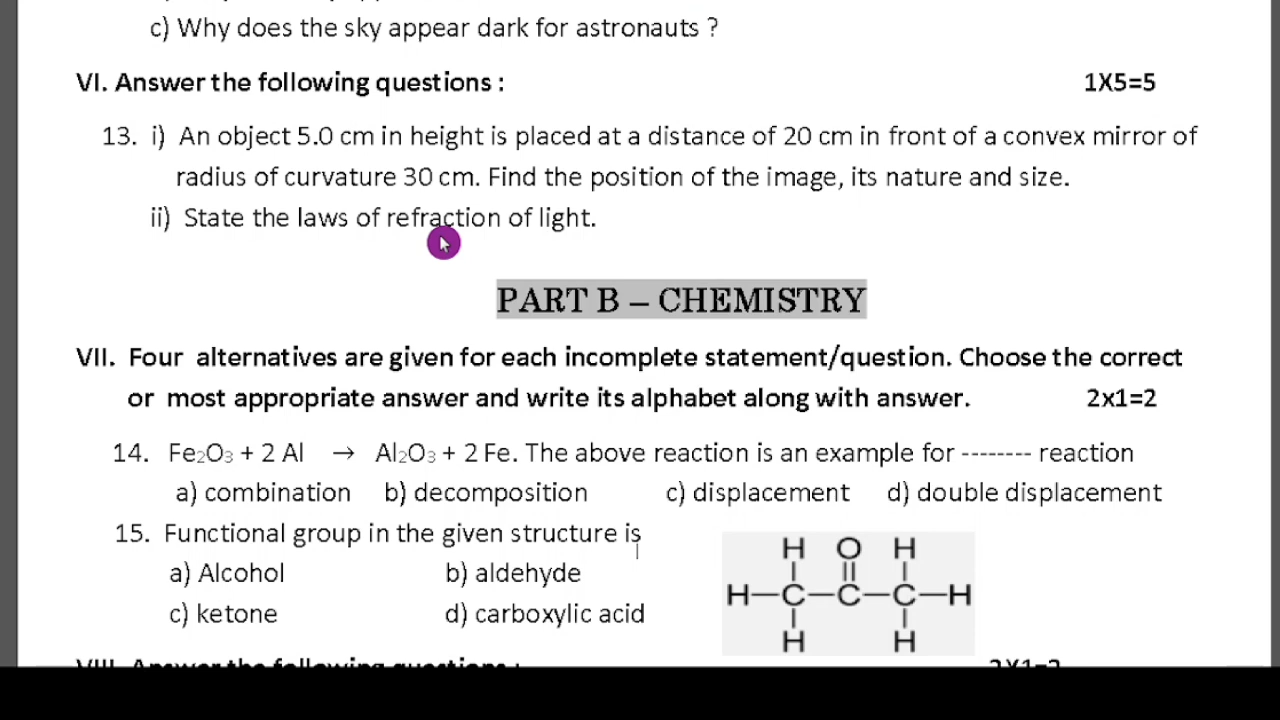 c) Why does the sky appear dark for astronauts ?
VI. Answer the following questions : 1X5=5
13. i) An object 5.0 cm in height is placed at a distance of 20 cm in front of a convex mirror of
radius of curvature 30 cm. Find the position of the image, its nature and size.
ii) State the laws of refraction of light.
PART B – CHEMISTRY
VII. Four alternatives are given for each incomplete statement/question. Choose the correct
or most appropriate answer and write its alphabet along with answer. 2x1=2
14. Fe₂O₃ + 2 Al → Al₂O₃ + 2 Fe. The above reaction is an example for -------- reaction
a) combination b) decomposition c) displacement d) double displacement
15. Functional group in the given structure is
a) Alcohol b) aldehyde
c) ketone d) carboxylic acid
H O H
H—C—C—C—H
H H
VIII. Answer the following questions :